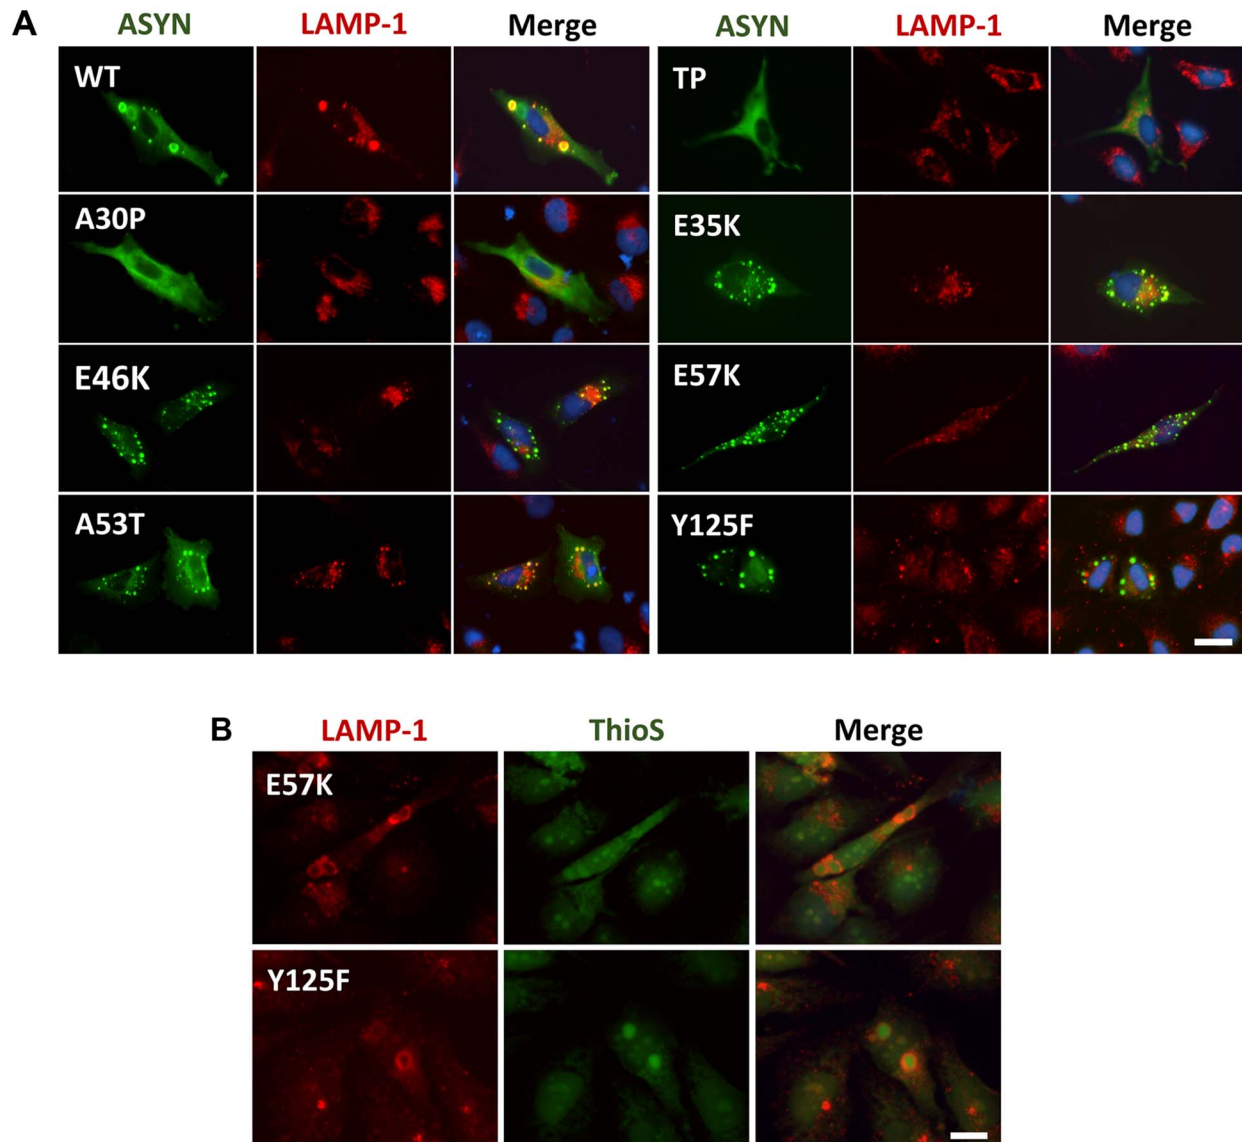 A
ASYN LAMP-1 Merge ASYN LAMP-1 Merge
WT TP
A30P E35K
E46K E57K
A53T Y125F
B
LAMP-1 ThioS Merge
E57K
Y125F